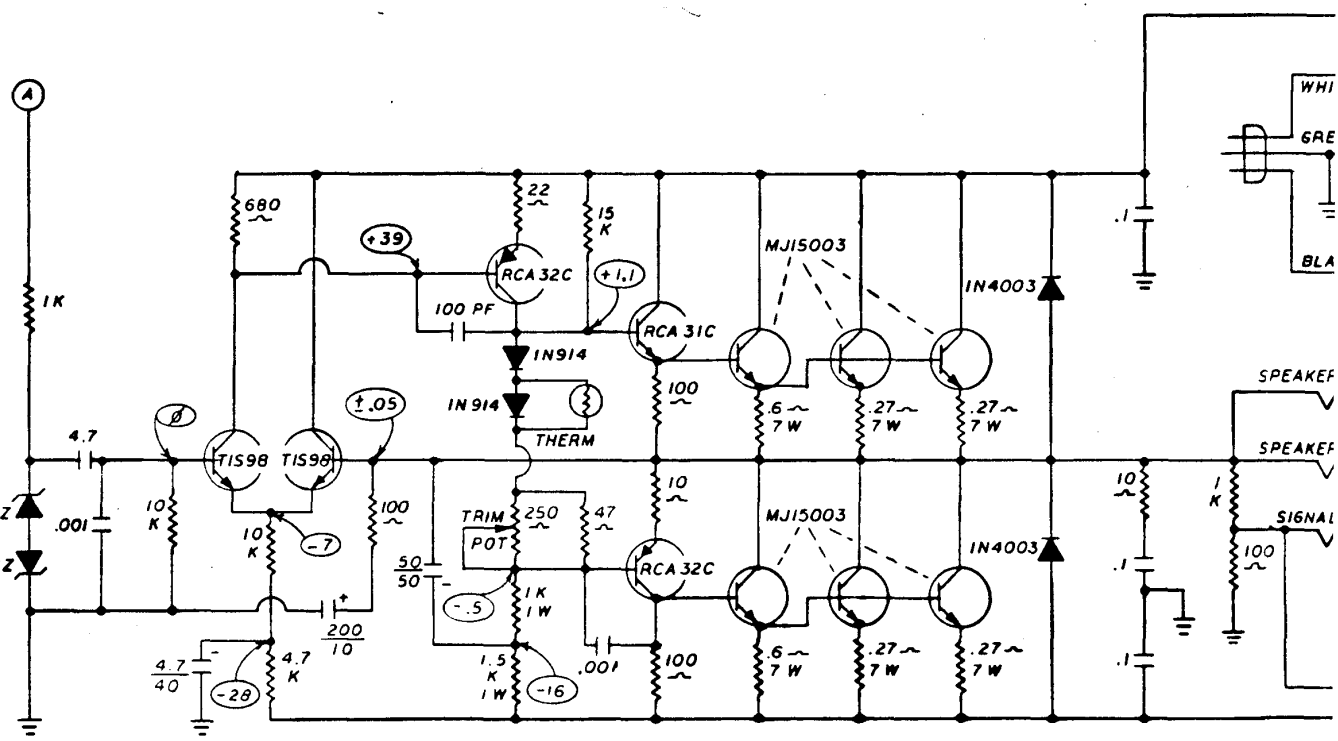 A
WHI
GRE
BLA
.1
680
22
15
K
+39
RCA 32C
+1.1
MJ15003
1N4003
1K
100 PF
RCA 31C
1N914
1N914
THERM
100
.6
7 W
.27
7 W
.27
7 W
SPEAKER
SPEAKER
SIGNAL
Ø
± .05
4.7
TIS98
TIS98
Z
Z
.001
10
K
10
K
-7
100
TRIM
POT
250
47
10
RCA 32C
MJ15003
1N4003
10
.1
.1
1
K
100
50
50
-
-.5
1K
1W
+
200
10
-
4.7
40
-28
4.7
K
1.5
K
1W
-16
.001
100
.6
7 W
.27
7 W
.27
7 W